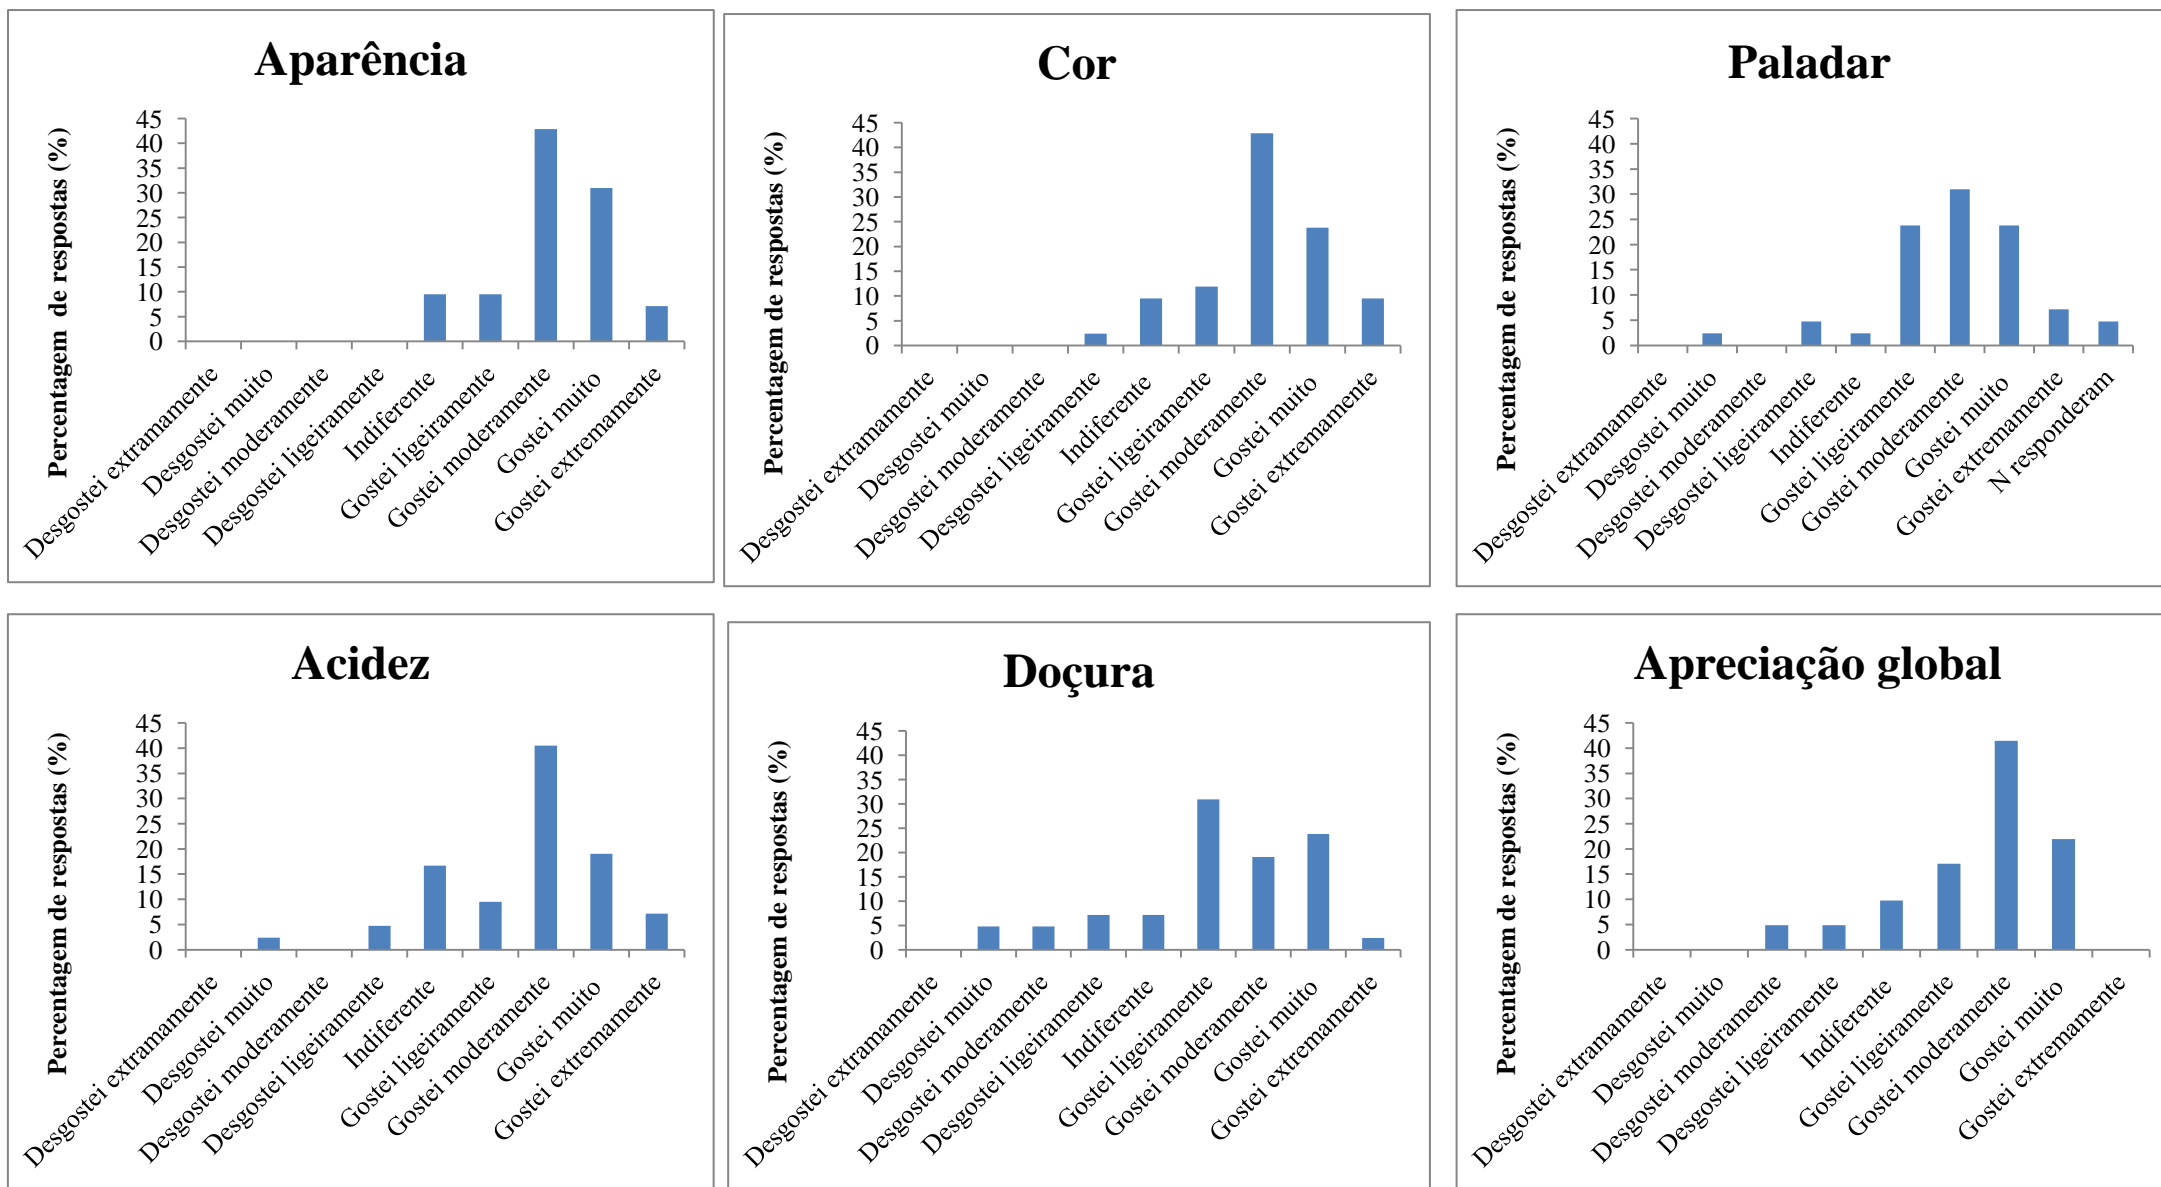 Aparência
Percentagem de respostas (%)
45
40
35
30
25
20
15
10
5
0
Desgostei extramamente
Desgostei muito
Desgostei moderamente
Desgostei ligeiramente
Indiferente
Gostei ligeiramente
Gostei moderamente
Gostei muito
Gostei extremamente
Cor
Percentagem de respostas (%)
45
40
35
30
25
20
15
10
5
0
Desgostei extramamente
Desgostei muito
Desgostei moderamente
Desgostei ligeiramente
Indiferente
Gostei ligeiramente
Gostei moderamente
Gostei muito
Gostei extremamente
Paladar
Percentagem de respostas (%)
45
40
35
30
25
20
15
10
5
0
Desgostei extramamente
Desgostei muito
Desgostei moderamente
Desgostei ligeiramente
Indiferente
Gostei ligeiramente
Gostei moderamente
Gostei muito
Gostei extremamente
N responderam
Acidez
Percentagem de respostas (%)
45
40
35
30
25
20
15
10
5
0
Desgostei extramamente
Desgostei muito
Desgostei moderamente
Desgostei ligeiramente
Indiferente
Gostei ligeiramente
Gostei moderamente
Gostei muito
Gostei extremamente
Doçura
Percentagem de respostas (%)
45
40
35
30
25
20
15
10
5
0
Desgostei extramamente
Desgostei muito
Desgostei moderamente
Desgostei ligeiramente
Indiferente
Gostei ligeiramente
Gostei moderamente
Gostei muito
Gostei extremamente
Apreciação global
Percentagem de respostas (%)
45
40
35
30
25
20
15
10
5
0
Desgostei extramamente
Desgostei muito
Desgostei moderamente
Desgostei ligeiramente
Indiferente
Gostei ligeiramente
Gostei moderamente
Gostei muito
Gostei extremamente